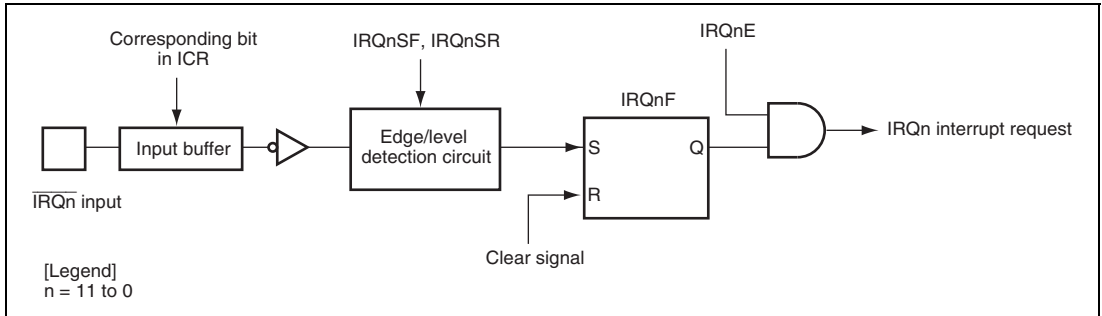 Corresponding bit
in ICR
IRQnSF, IRQnSR
IRQnE
IRQnF
Input buffer
Edge/level
detection circuit
S
Q
R
IRQn interrupt request
IRQn input
Clear signal
[Legend]
n = 11 to 0